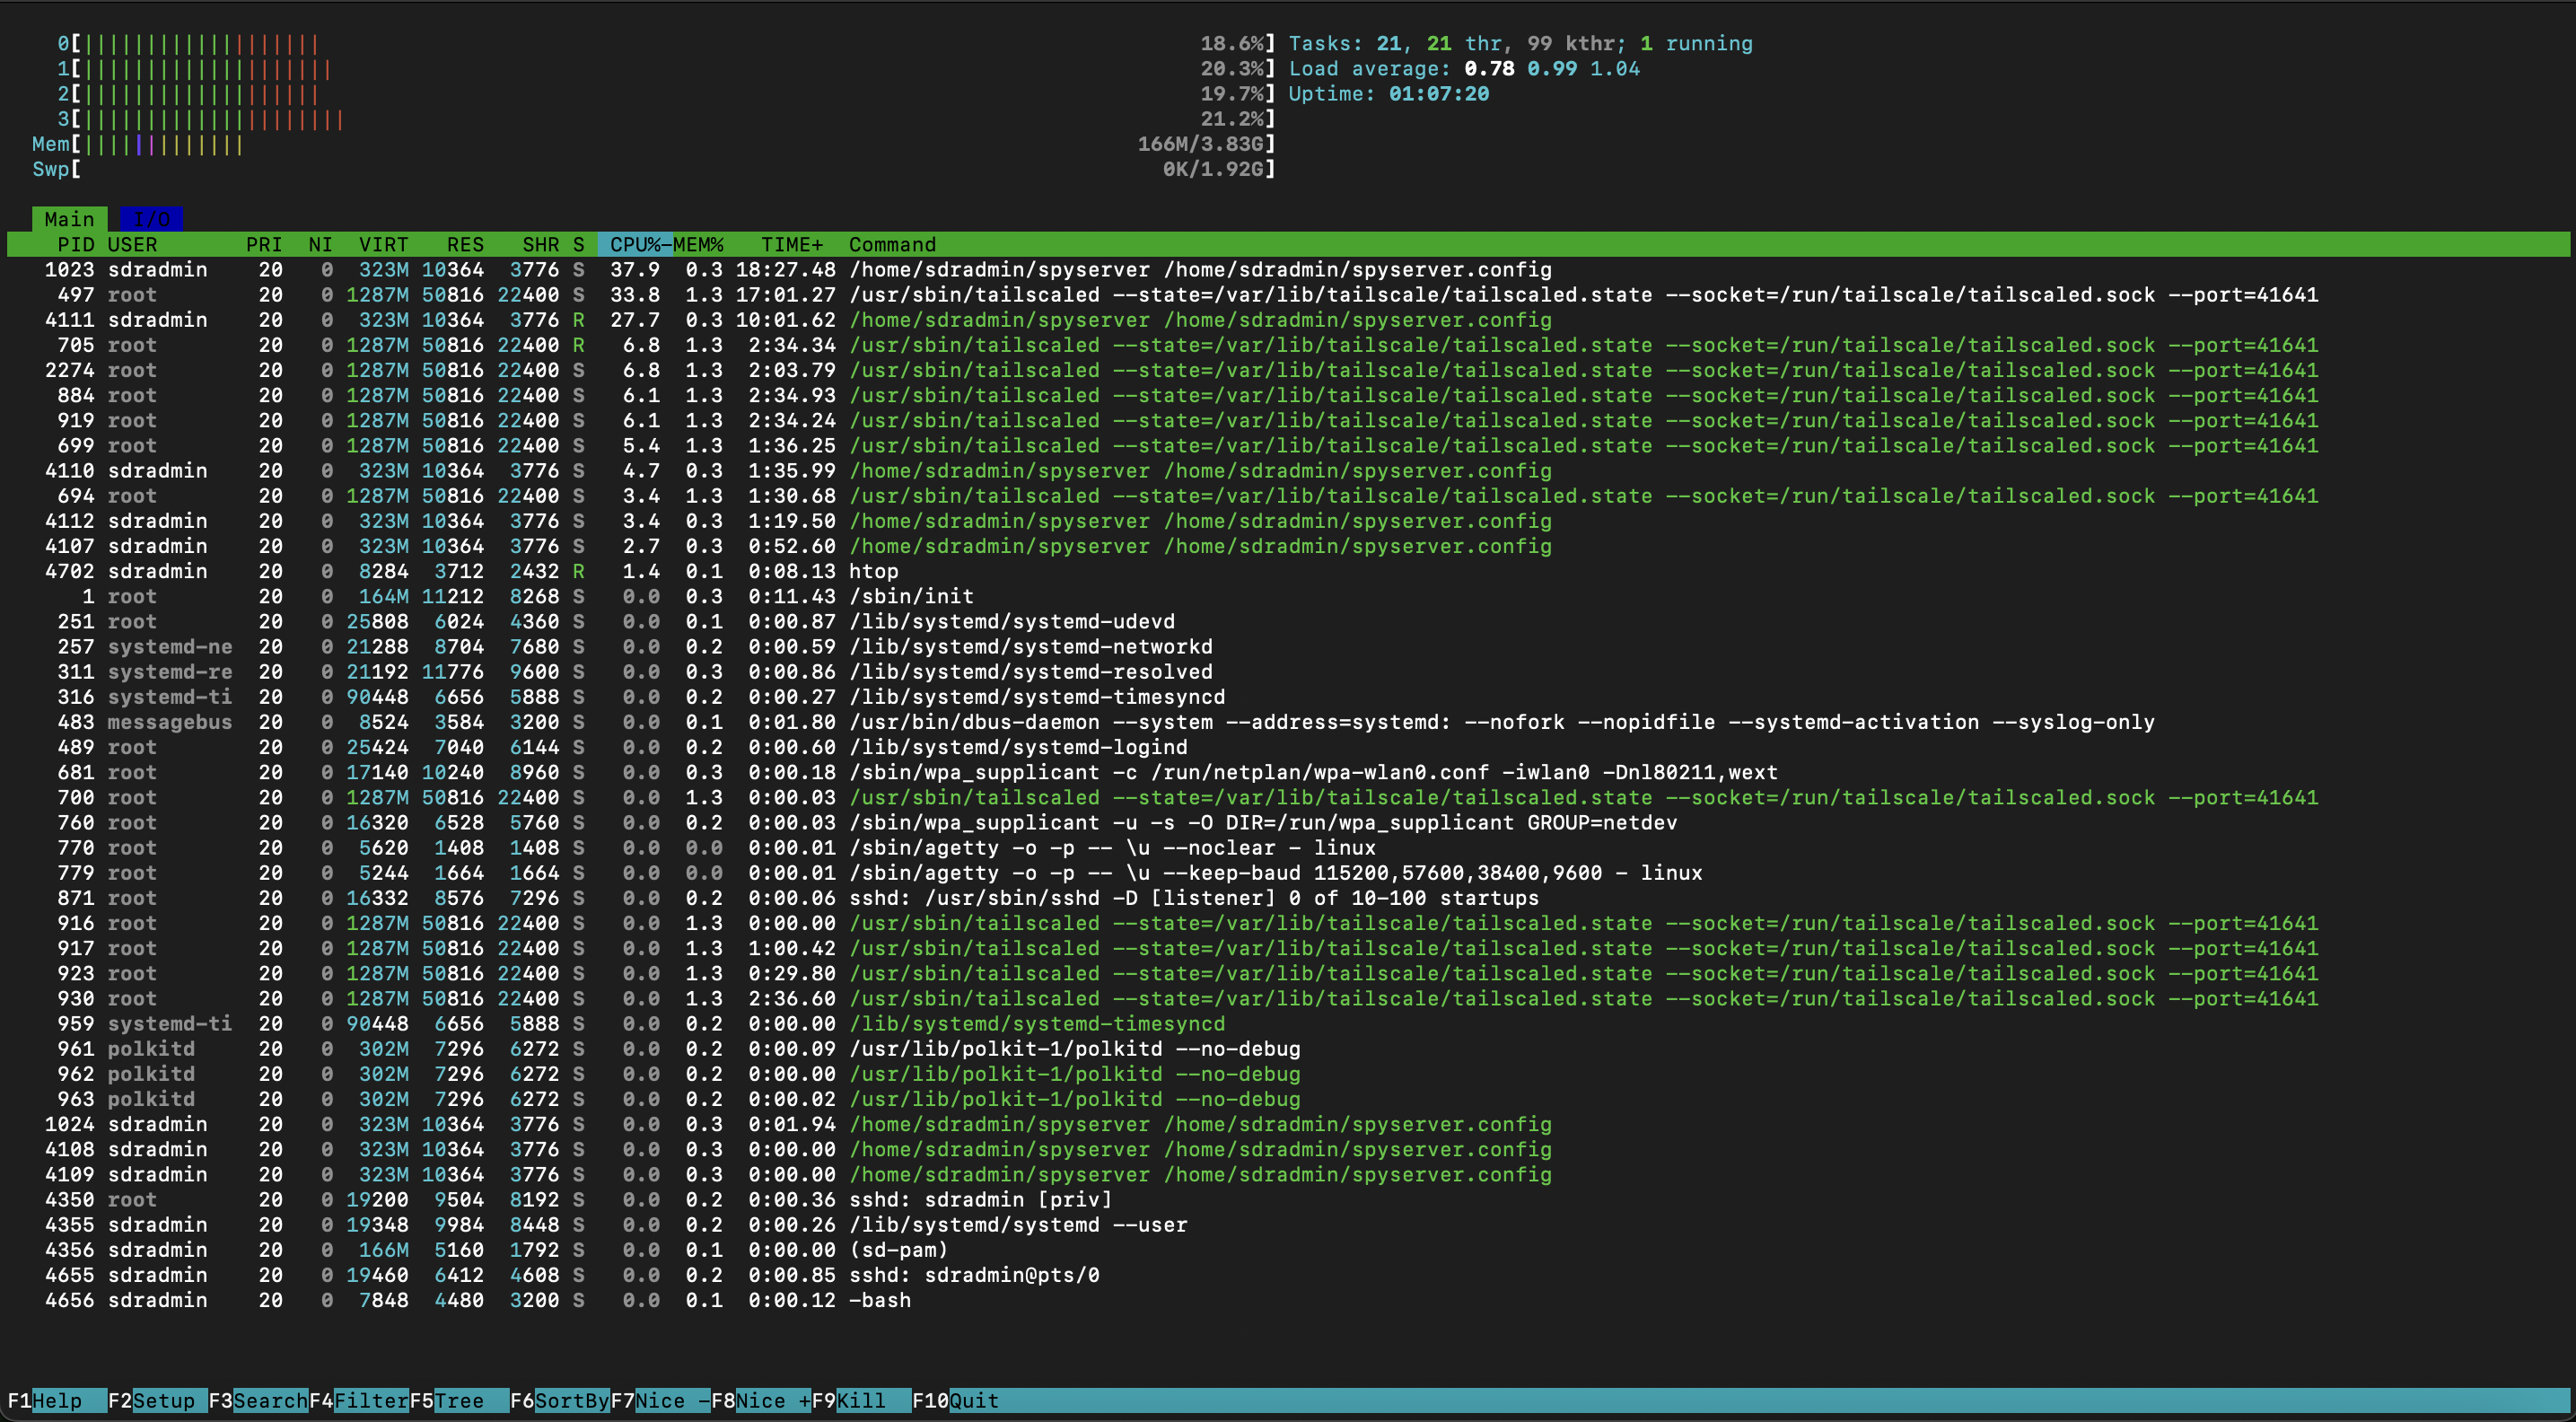 0[|||||||||||||||||||18.6%] Tasks: 21, 21 thr, 99 kthr; 1 running
1[||||||||||||||||||||20.3%] Load average: 0.78 0.99 1.04
2[|||||||||||||||||||19.7%] Uptime: 01:07:20
3[|||||||||||||||||||||21.2%]
Mem[|||||||||||||166M/3.83G]
Swp[0K/1.92G]
Main I/O
PID USER PRI NI VIRT RES SHR S CPU%-MEM% TIME+ Command
1023 sdradmin 20 0 323M 10364 3776 S 37.9 0.3 18:27.48 /home/sdradmin/spyserver /home/sdradmin/spyserver.config
497 root 20 0 1287M 50816 22400 S 33.8 1.3 17:01.27 /usr/sbin/tailscaled --state=/var/lib/tailscale/tailscaled.state --socket=/run/tailscale/tailscaled.sock --port=41641
4111 sdradmin 20 0 323M 10364 3776 R 27.7 0.3 10:01.62 /home/sdradmin/spyserver /home/sdradmin/spyserver.config
705 root 20 0 1287M 50816 22400 R 6.8 1.3 2:34.34 /usr/sbin/tailscaled --state=/var/lib/tailscale/tailscaled.state --socket=/run/tailscale/tailscaled.sock --port=41641
2274 root 20 0 1287M 50816 22400 S 6.8 1.3 2:03.79 /usr/sbin/tailscaled --state=/var/lib/tailscale/tailscaled.state --socket=/run/tailscale/tailscaled.sock --port=41641
884 root 20 0 1287M 50816 22400 S 6.1 1.3 2:34.93 /usr/sbin/tailscaled --state=/var/lib/tailscale/tailscaled.state --socket=/run/tailscale/tailscaled.sock --port=41641
919 root 20 0 1287M 50816 22400 S 6.1 1.3 2:34.24 /usr/sbin/tailscaled --state=/var/lib/tailscale/tailscaled.state --socket=/run/tailscale/tailscaled.sock --port=41641
699 root 20 0 1287M 50816 22400 S 5.4 1.3 1:36.25 /usr/sbin/tailscaled --state=/var/lib/tailscale/tailscaled.state --socket=/run/tailscale/tailscaled.sock --port=41641
4110 sdradmin 20 0 323M 10364 3776 S 4.7 0.3 1:35.99 /home/sdradmin/spyserver /home/sdradmin/spyserver.config
694 root 20 0 1287M 50816 22400 S 3.4 1.3 1:30.68 /usr/sbin/tailscaled --state=/var/lib/tailscale/tailscaled.state --socket=/run/tailscale/tailscaled.sock --port=41641
4112 sdradmin 20 0 323M 10364 3776 S 3.4 0.3 1:19.50 /home/sdradmin/spyserver /home/sdradmin/spyserver.config
4107 sdradmin 20 0 323M 10364 3776 S 2.7 0.3 0:52.60 /home/sdradmin/spyserver /home/sdradmin/spyserver.config
4702 sdradmin 20 0 8284 3712 2432 R 1.4 0.1 0:08.13 htop
1 root 20 0 164M 11212 8268 S 0.0 0.3 0:11.43 /sbin/init
251 root 20 0 25808 6024 4360 S 0.0 0.1 0:00.87 /lib/systemd/systemd-udevd
257 systemd-ne 20 0 21288 8704 7680 S 0.0 0.2 0:00.59 /lib/systemd/systemd-networkd
311 systemd-re 20 0 21192 11776 9600 S 0.0 0.3 0:00.86 /lib/systemd/systemd-resolved
316 systemd-ti 20 0 90448 6656 5888 S 0.0 0.2 0:00.27 /lib/systemd/systemd-timesyncd
483 messagebus 20 0 8524 3584 3200 S 0.0 0.1 0:01.80 /usr/bin/dbus-daemon --system --address=systemd: --nofork --nopidfile --systemd-activation --syslog-only
489 root 20 0 25424 7040 6144 S 0.0 0.2 0:00.60 /lib/systemd/systemd-logind
681 root 20 0 17140 10240 8960 S 0.0 0.3 0:00.18 /sbin/wpa_supplicant -c /run/netplan/wpa-wlan0.conf -iwlan0 -Dnl80211,wext
700 root 20 0 1287M 50816 22400 S 0.0 1.3 0:00.03 /usr/sbin/tailscaled --state=/var/lib/tailscale/tailscaled.state --socket=/run/tailscale/tailscaled.sock --port=41641
760 root 20 0 16320 6528 5760 S 0.0 0.2 0:00.03 /sbin/wpa_supplicant -u -s -O DIR=/run/wpa_supplicant GROUP=netdev
770 root 20 0 5620 1408 1408 S 0.0 0.0 0:00.01 /sbin/agetty -o -p -- \u --noclear - linux
779 root 20 0 5244 1664 1664 S 0.0 0.0 0:00.01 /sbin/agetty -o -p -- \u --keep-baud 115200,57600,38400,9600 - linux
871 root 20 0 16332 8576 7296 S 0.0 0.2 0:00.06 sshd: /usr/sbin/sshd -D [listener] 0 of 10-100 startups
916 root 20 0 1287M 50816 22400 S 0.0 1.3 0:00.00 /usr/sbin/tailscaled --state=/var/lib/tailscale/tailscaled.state --socket=/run/tailscale/tailscaled.sock --port=41641
917 root 20 0 1287M 50816 22400 S 0.0 1.3 1:00.42 /usr/sbin/tailscaled --state=/var/lib/tailscale/tailscaled.state --socket=/run/tailscale/tailscaled.sock --port=41641
923 root 20 0 1287M 50816 22400 S 0.0 1.3 0:29.80 /usr/sbin/tailscaled --state=/var/lib/tailscale/tailscaled.state --socket=/run/tailscale/tailscaled.sock --port=41641
930 root 20 0 1287M 50816 22400 S 0.0 1.3 2:36.60 /usr/sbin/tailscaled --state=/var/lib/tailscale/tailscaled.state --socket=/run/tailscale/tailscaled.sock --port=41641
959 systemd-ti 20 0 90448 6656 5888 S 0.0 0.2 0:00.00 /lib/systemd/systemd-timesyncd
961 polkitd 20 0 302M 7296 6272 S 0.0 0.2 0:00.09 /usr/lib/polkit-1/polkitd --no-debug
962 polkitd 20 0 302M 7296 6272 S 0.0 0.2 0:00.00 /usr/lib/polkit-1/polkitd --no-debug
963 polkitd 20 0 302M 7296 6272 S 0.0 0.2 0:00.02 /usr/lib/polkit-1/polkitd --no-debug
1024 sdradmin 20 0 323M 10364 3776 S 0.0 0.3 0:01.94 /home/sdradmin/spyserver /home/sdradmin/spyserver.config
4108 sdradmin 20 0 323M 10364 3776 S 0.0 0.3 0:00.00 /home/sdradmin/spyserver /home/sdradmin/spyserver.config
4109 sdradmin 20 0 323M 10364 3776 S 0.0 0.3 0:00.00 /home/sdradmin/spyserver /home/sdradmin/spyserver.config
4350 root 20 0 19200 9504 8192 S 0.0 0.2 0:00.36 sshd: sdradmin [priv]
4355 sdradmin 20 0 19348 9984 8448 S 0.0 0.2 0:00.26 /lib/systemd/systemd --user
4356 sdradmin 20 0 166M 5160 1792 S 0.0 0.1 0:00.00 (sd-pam)
4655 sdradmin 20 0 19460 6412 4608 S 0.0 0.2 0:00.85 sshd: sdradmin@pts/0
4656 sdradmin 20 0 7848 4480 3200 S 0.0 0.1 0:00.12 -bash
F1Help F2Setup F3SearchF4FilterF5Tree F6SortByF7Nice -F8Nice +F9Kill F10Quit